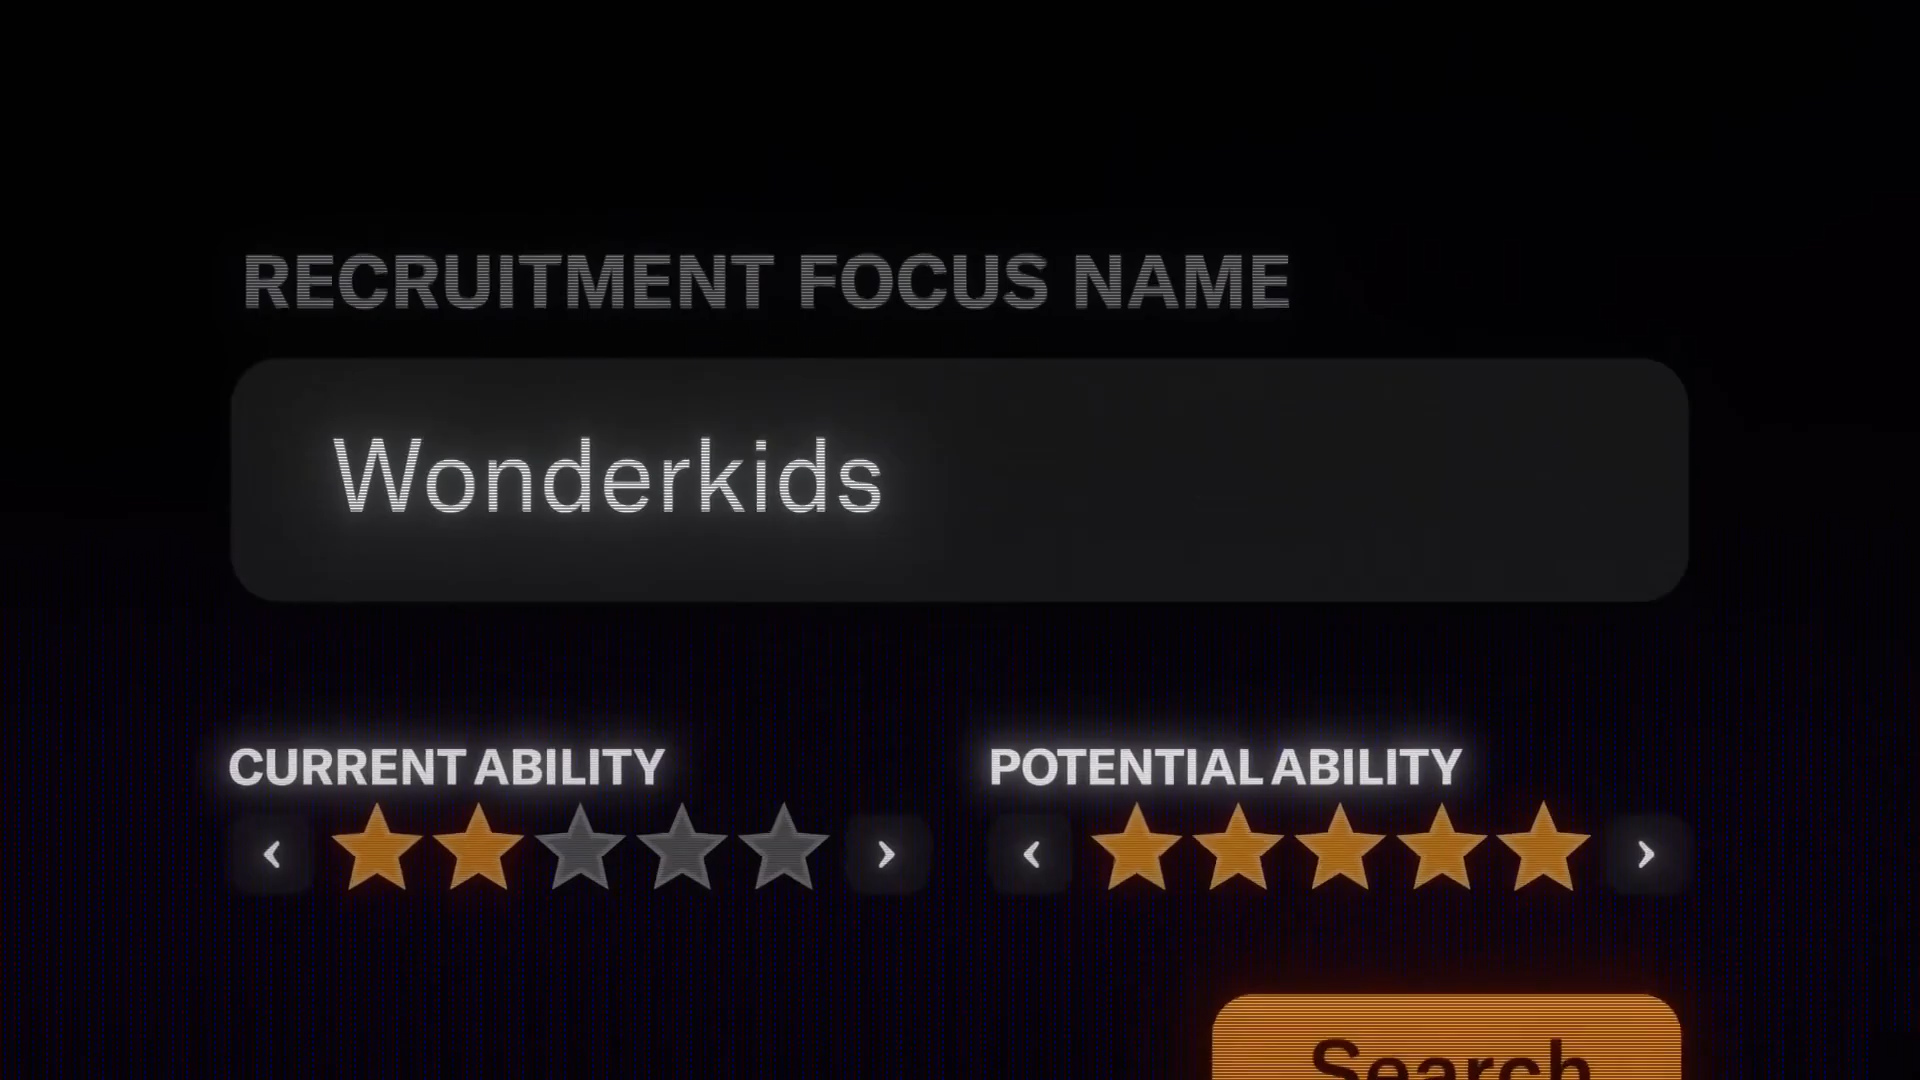 RECRUITMENT FOCUS NAME
Wonderkids
CURRENT ABILITY
POTENTIAL ABILITY
Search